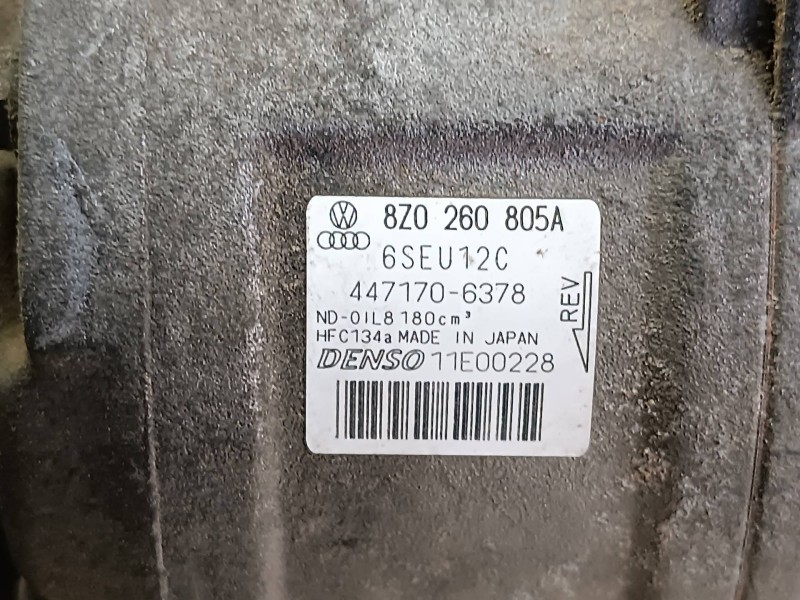 8Z0 260 805A
6SEU12C
447170-6378
ND-OIL8 180cm³
HFC134a MADE IN JAPAN
DENSO 11E00228
REV